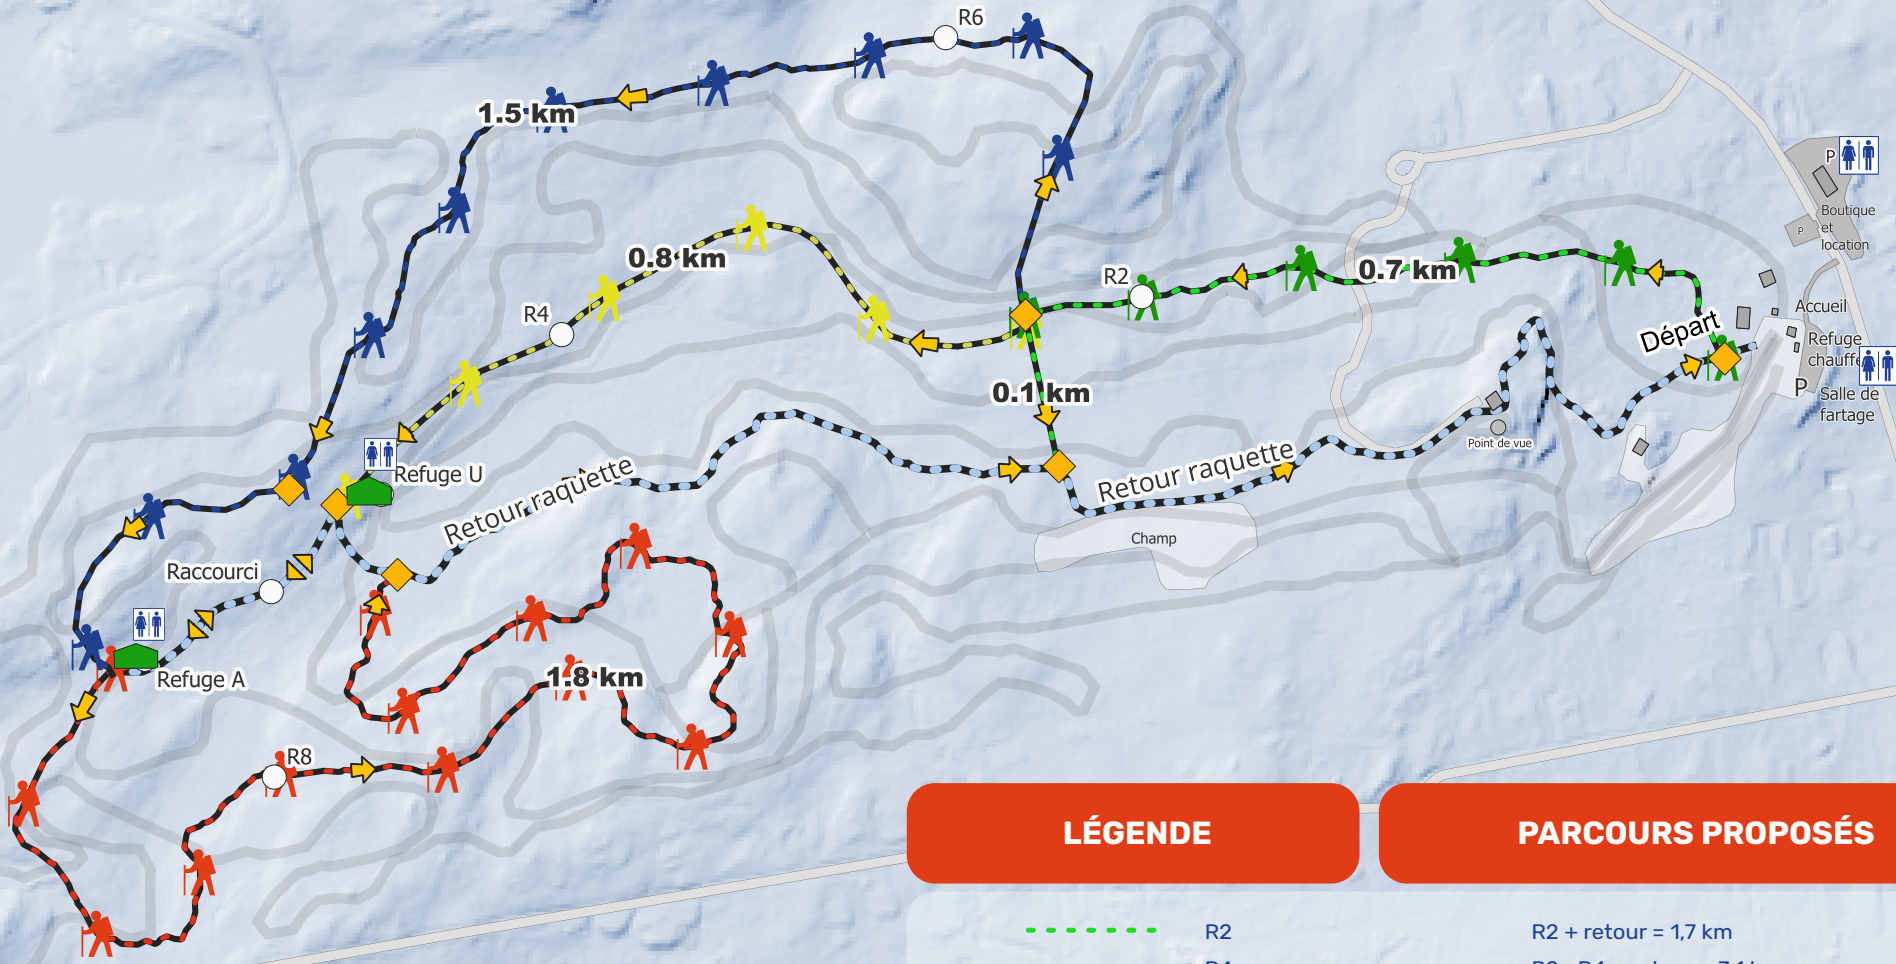 R6
1.5 km
P
Boutique
et
location
P
0.8 km
R2
0.7 km
R4
Accueil
Départ
Refuge
chauffe
0.1 km
P
Salle de
fartage
Point de vue
Refuge U
Retour raquette
Retour raquette
Champ
Raccourci
Refuge A
1.8 km
R8
LÉGENDE
PARCOURS PROPOSÉS
R2
R2 + retour = 1,7 km